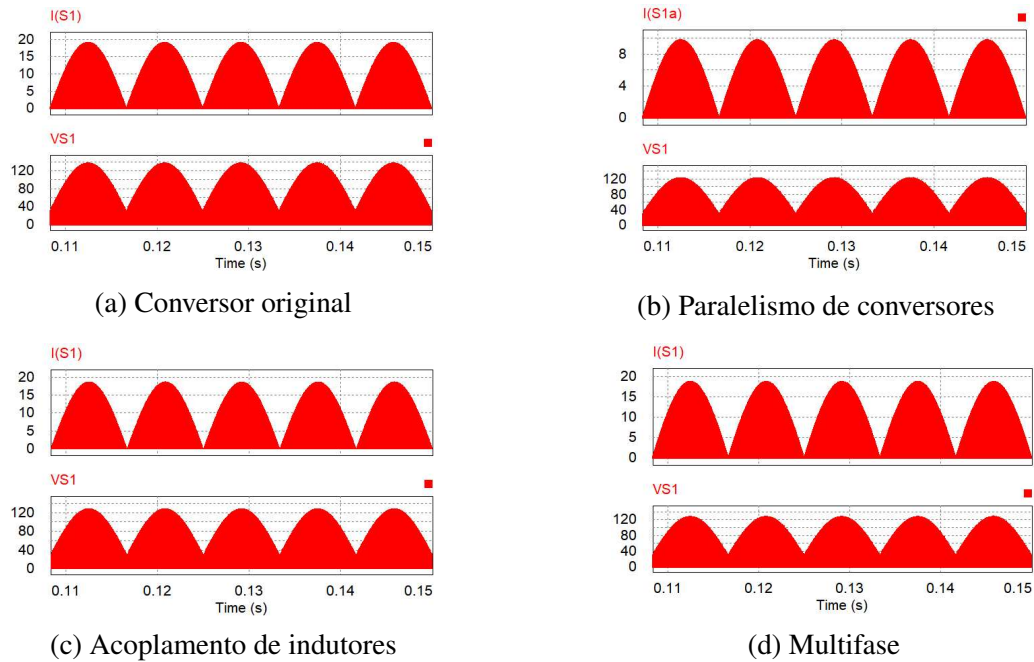 I(S1)
20
15
10
5
0
VS1
120
80
40
0
0.11 0.12 0.13 0.14 0.15
Time (s)
(a) Conversor original
I(S1a)
8
4
0
VS1
120
80
40
0
0.11 0.12 0.13 0.14 0.15
Time (s)
(b) Paralelismo de conversores
I(S1)
20
15
10
5
0
VS1
120
80
40
0
0.11 0.12 0.13 0.14 0.15
Time (s)
(c) Acoplamento de indutores
I(S1)
20
15
10
5
0
VS1
120
80
40
0
0.11 0.12 0.13 0.14 0.15
Time (s)
(d) Multifase